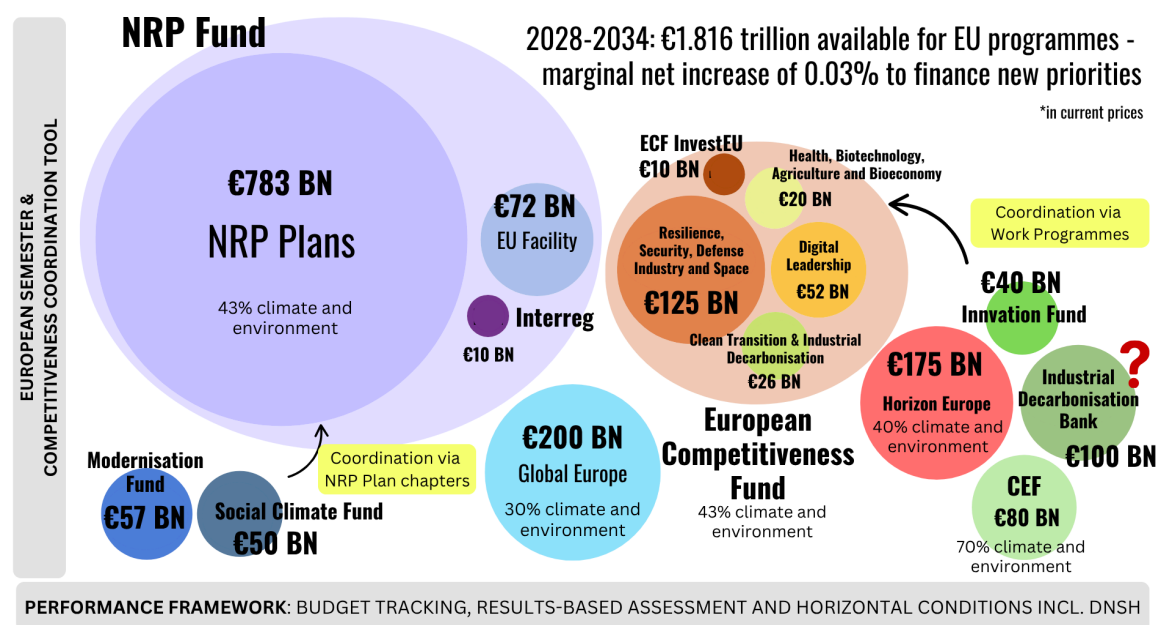 NRP Fund
2028-2034: €1.816 trillion available for EU programmes -
marginal net increase of 0.03% to finance new priorities
*in current prices
EUROPEAN SEMESTER &
COMPETITIVENESS COORDINATION TOOL
€783 BN
NRP Plans
43% climate and
environment
€72 BN
EU Facility
Interreg
€10 BN
ECF InvestEU
€10 BN
Health, Biotechnology,
Agriculture and Bioeconomy
€20 BN
Resilience,
Security, Defense
Industry and Space
€125 BN
Digital
Leadership
€52 BN
Clean Transition & Industrial
Decarbonisation
€26 BN
European
Competitiveness
Fund
43% climate and
environment
Coordination via
Work Programmes
€40 BN
Innvation Fund
€175 BN
Horizon Europe
40% climate and
environment
?
Industrial
Decarbonisation
Bank
€100 BN
CEF
€80 BN
70% climate and
environment
€200 BN
Global Europe
30% climate and
environment
Coordination via
NRP Plan chapters
Modernisation
Fund
€57 BN
Social Climate Fund
€50 BN
PERFORMANCE FRAMEWORK: BUDGET TRACKING, RESULTS-BASED ASSESSMENT AND HORIZONTAL CONDITIONS INCL. DNSH